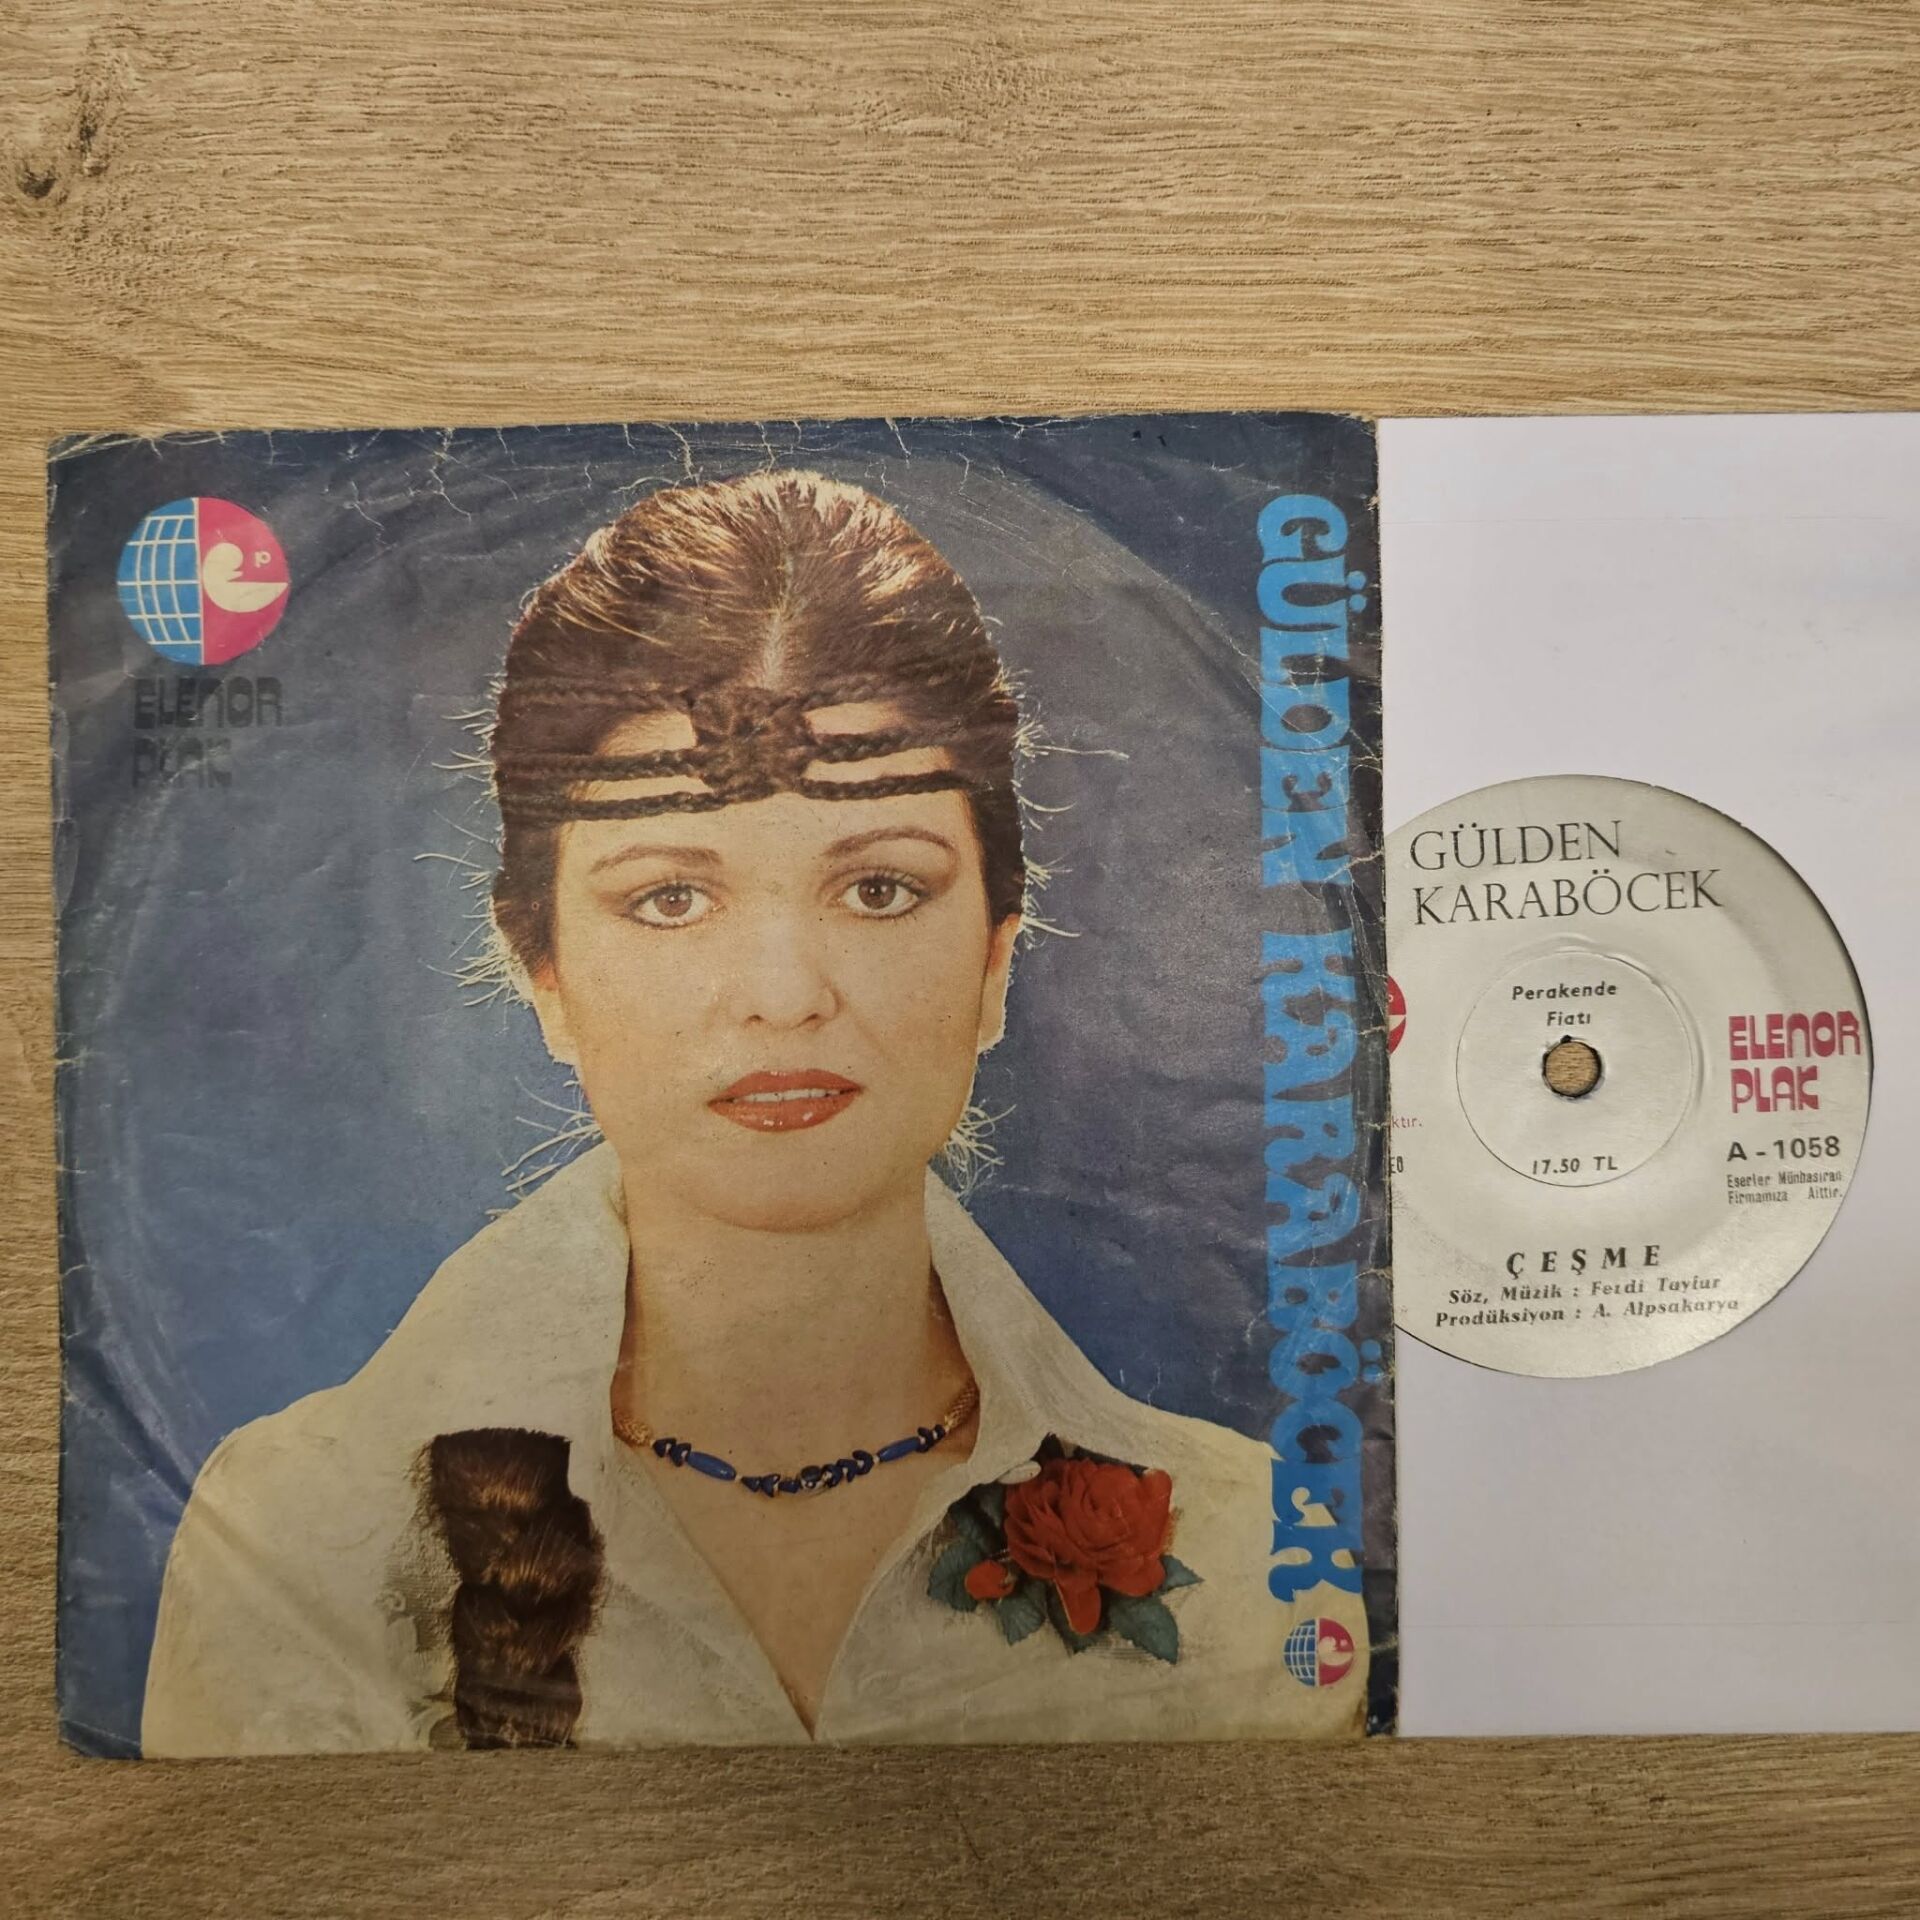 ELENOR
PLAK
GÜLDEN KARABÖCEK
GÜLDEN
KARABÖCEK
Perakende
Fiatı
17.50 TL
ELENOR
PLAK
A - 1058
Eserler Münhasıran
Firmamıza Aittir.
ÇEŞME
Söz, Müzik : Ferdi Tayfur
Prodüksiyon : A. Alpsakarya